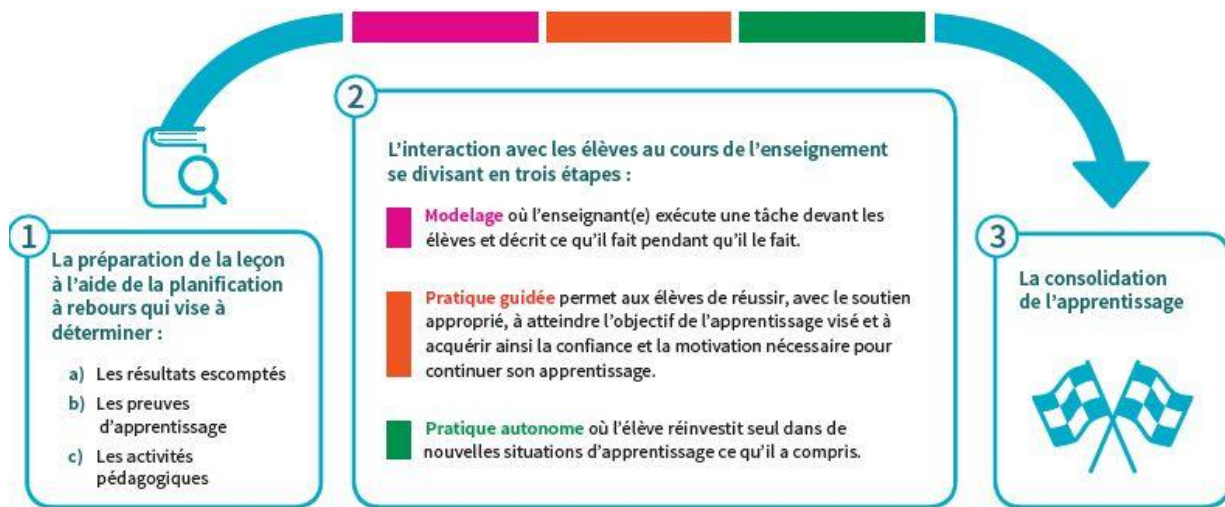 1
La préparation de la leçon
à l'aide de la planification
à rebours qui vise à
déterminer :
a) Les résultats escomptés
b) Les preuves
d'apprentissage
c) Les activités
pédagogiques
2
L'interaction avec les élèves au cours de l'enseignement
se divisant en trois étapes :
Modelage où l'enseignant(e) exécute une tâche devant les
élèves et décrit ce qu'il fait pendant qu'il le fait.
Pratique guidée permet aux élèves de réussir, avec le soutien
approprié, à atteindre l'objectif de l'apprentissage visé et à
acquérir ainsi la confiance et la motivation nécessaire pour
continuer son apprentissage.
Pratique autonome où l'élève réinvestit seul dans de
nouvelles situations d'apprentissage ce qu'il a compris.
3
La consolidation
de l'apprentissage